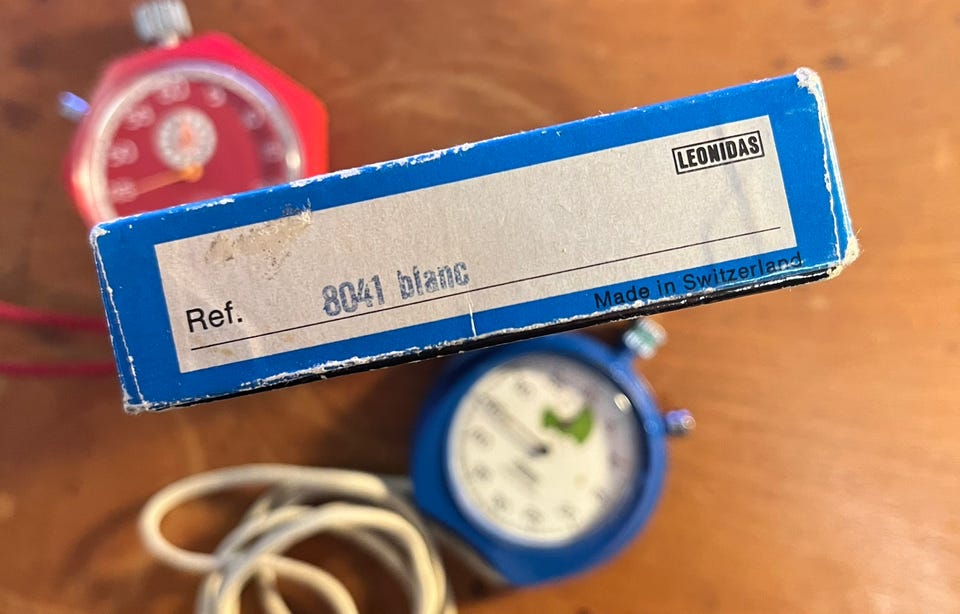 LEONIDAS
Ref. 8041 blanc
Made in Switzerland